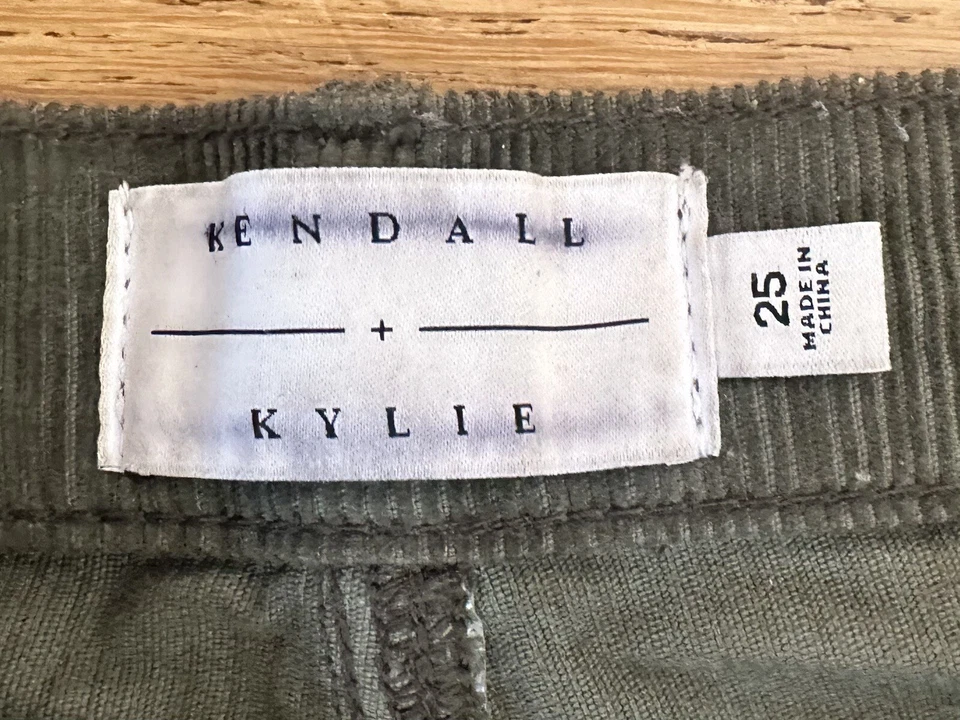 KENDALL
+
KYLIE
25
MADE IN
CHINA